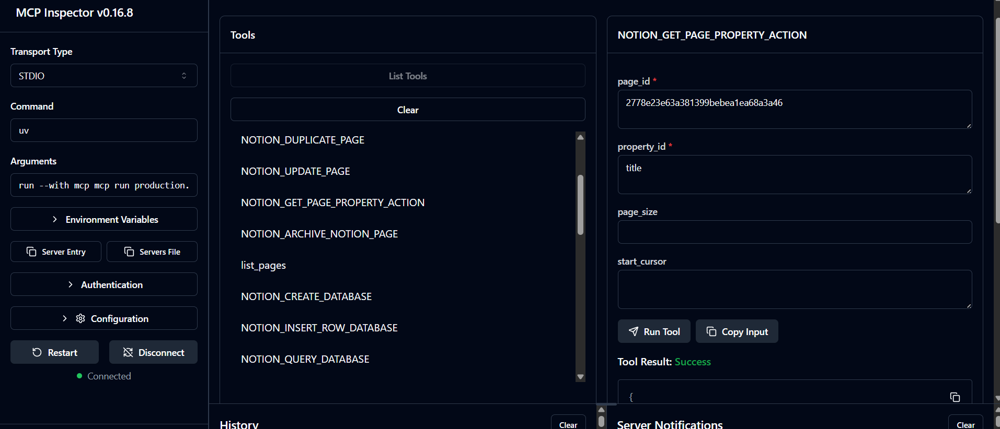 MCP Inspector v0.16.8
Transport Type
STDIO
Command
uv
Arguments
run --with mcp mcp run production.
Environment Variables
Server Entry
Servers File
Authentication
Configuration
Restart
Disconnect
Connected
Tools
List Tools
Clear
NOTION_DUPLICATE_PAGE
NOTION_UPDATE_PAGE
NOTION_GET_PAGE_PROPERTY_ACTION
NOTION_ARCHIVE_NOTION_PAGE
list_pages
NOTION_CREATE_DATABASE
NOTION_INSERT_ROW_DATABASE
NOTION_QUERY_DATABASE
NOTION_GET_PAGE_PROPERTY_ACTION
page_id *
2778e23e63a381399bebea1ea68a3a46
property_id *
title
page_size
start_cursor
Run Tool
Copy Input
Tool Result: Success
{
History
Clear
Server Notifications
Clear